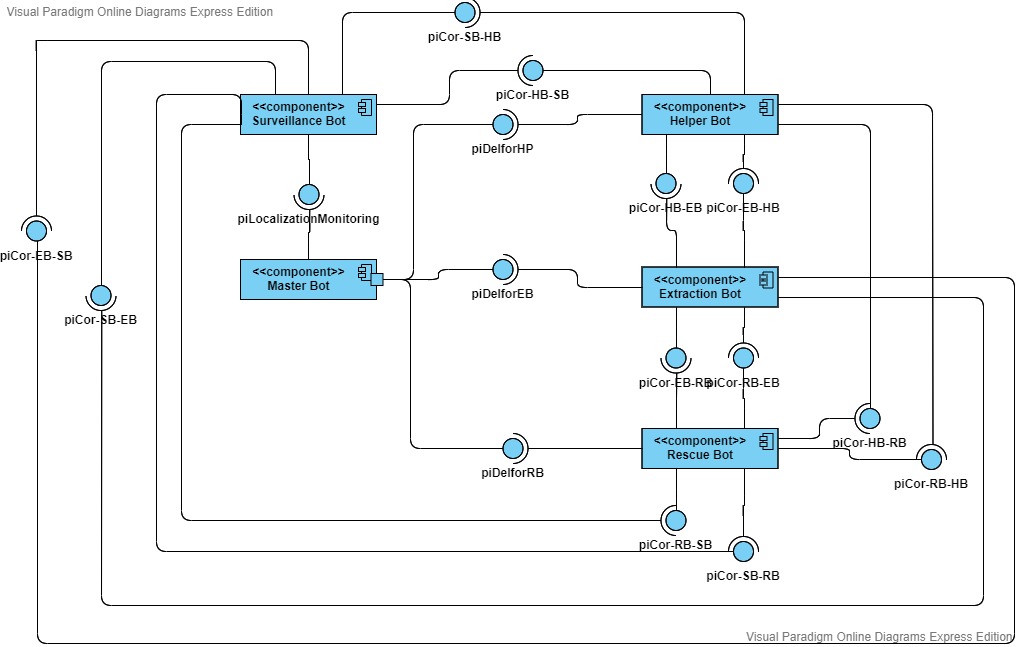 Visual Paradigm Online Diagrams Express Edition
piCor-SB-HB
piCor-HB-SB
<<component>>
Surveillance Bot
<<component>>
Helper Bot
piDelforHP
piCor-HB-EB
piCor-EB-HB
piLocalizationMonitoring
piCor-EB-SB
<<component>>
Master Bot
piDelforEB
<<component>>
Extraction Bot
piCor-SB-EB
piCor-EB-RB
piCor-RB-EB
<<component>>
Rescue Bot
piCor-HB-RB
piDelforRB
piCor-RB-HB
piCor-RB-SB
piCor-SB-RB
Visual Paradigm Online Diagrams Express Edition